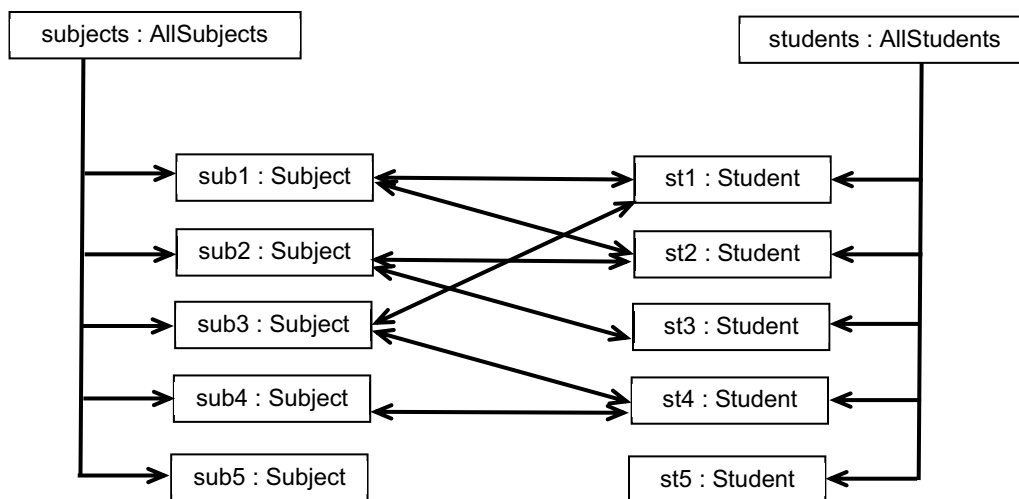 subjects : AllSubjects
students : AllStudents
sub1 : Subject
st1 : Student
sub2 : Subject
st2 : Student
sub3 : Subject
st3 : Student
sub4 : Subject
st4 : Student
sub5 : Subject
st5 : Student